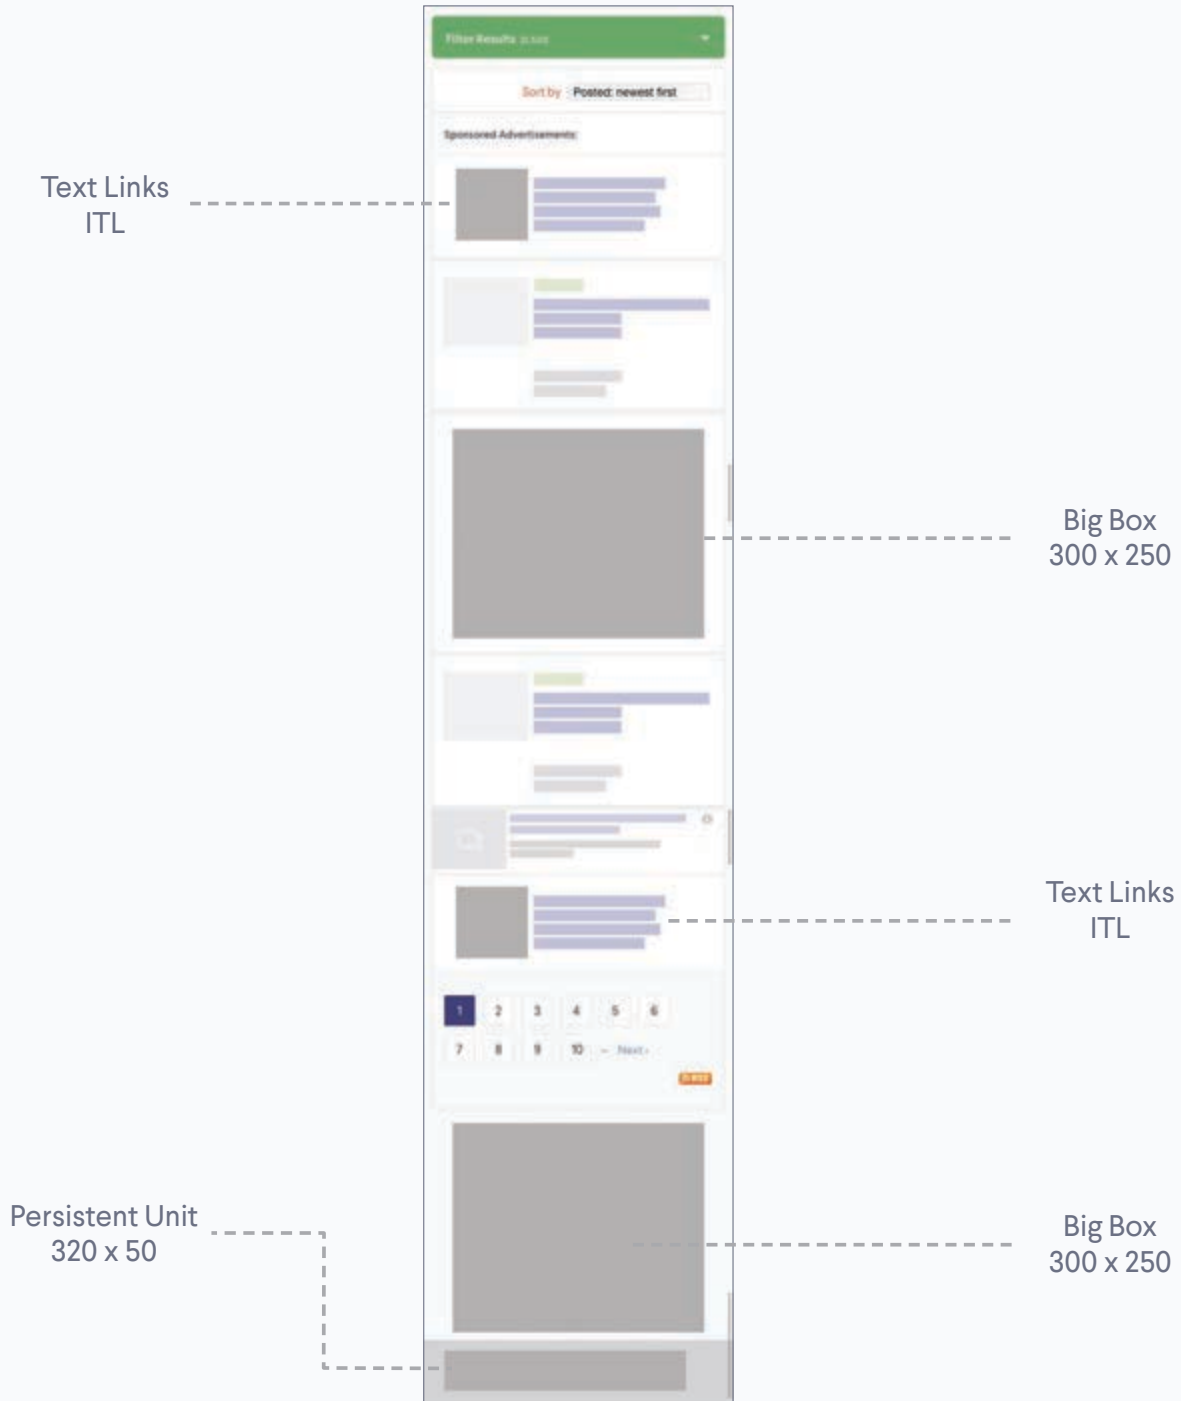 Filter Results
Sort by Posted: newest first
Sponsored Advertisements:
Text Links
ITL
Big Box
300 x 250
Text Links
ITL
1 2 3 4 5 6
7 8 9 10 Next ›
Persistent Unit
320 x 50
Big Box
300 x 250